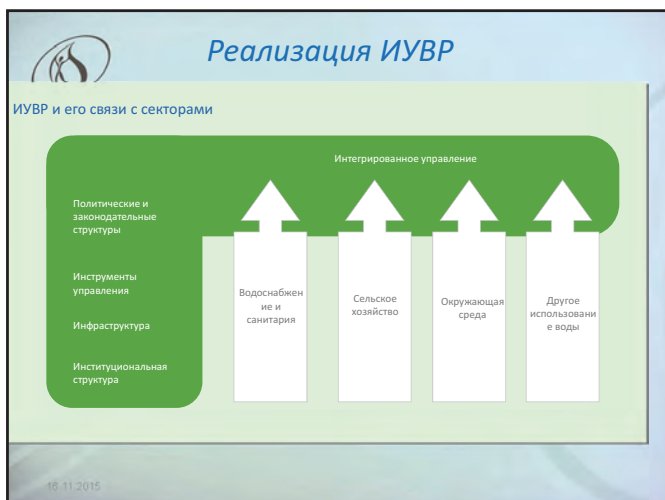 Реализация ИУВР
ИУВР и его связи с секторами
Интегрированное управление
Политические и
законодательные
структуры
Инструменты
управления
Инфраструктура
Институциональная
структура
Водоснабжен
ие и
санитария
Сельское
хозяйство
Окружающая
среда
Другое
использовани
е воды
16.11.2015